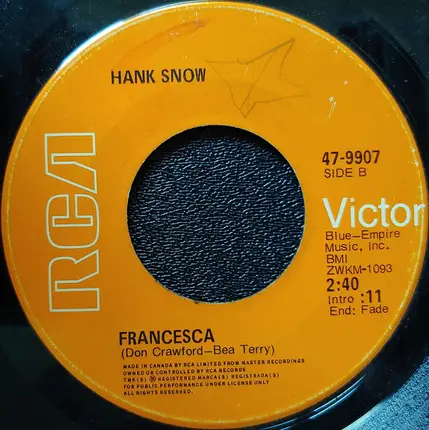 HANK SNOW
RCA
47-9907
SIDE B
Victor
Blue-Empire
Music, Inc.
BMI
ZWKM-1093
2:40
Intro :11
End: Fade
FRANCESCA
(Don Crawford-Bea Terry)
MADE IN CANADA BY RCA LIMITED FROM MASTER RECORDINGS
OWNED OR CONTROLLED BY RCA RECORDS
TMK(S) ® REGISTERED MARCA(S) REGISTRADA(S)
FOR PUBLIC PERFORMANCE UNDER LICENSE ONLY
ALL RIGHTS RESERVED